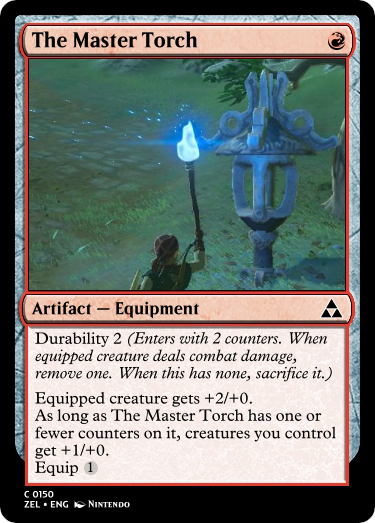 The Master Torch
Artifact — Equipment
Durability 2 (Enters with 2 counters. When
equipped creature deals combat damage,
remove one. When this has none, sacrifice it.)
Equipped creature gets +2/+0.
As long as The Master Torch has one or
fewer counters on it, creatures you control
get +1/+0.
Equip 1
C 0150
ZEL • ENG NINTENDO